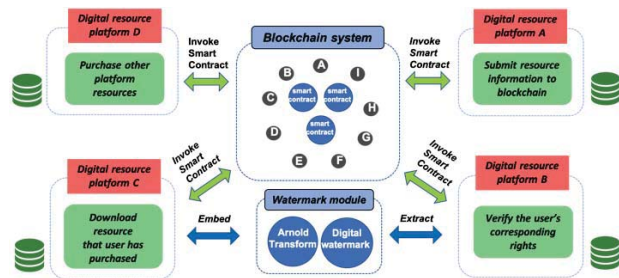 Digital resource
platform D
Purchase other
platform
resources
Invoke
Smart
Contract
Blockchain system
A
B
I
C
H
D
G
E
F
smart
contract
smart
contract
smart
contract
Invoke
Smart
Contract
Digital resource
platform A
Submit resource
information to
blockchain
Digital resource
platform C
Download
resource
that user has
purchased
Invoke
Smart
Contract
Embed
Watermark module
Arnold
Transform
Digital
watermark
Extract
Invoke
Smart
Contract
Digital resource
platform B
Verify the user's
corresponding
rights